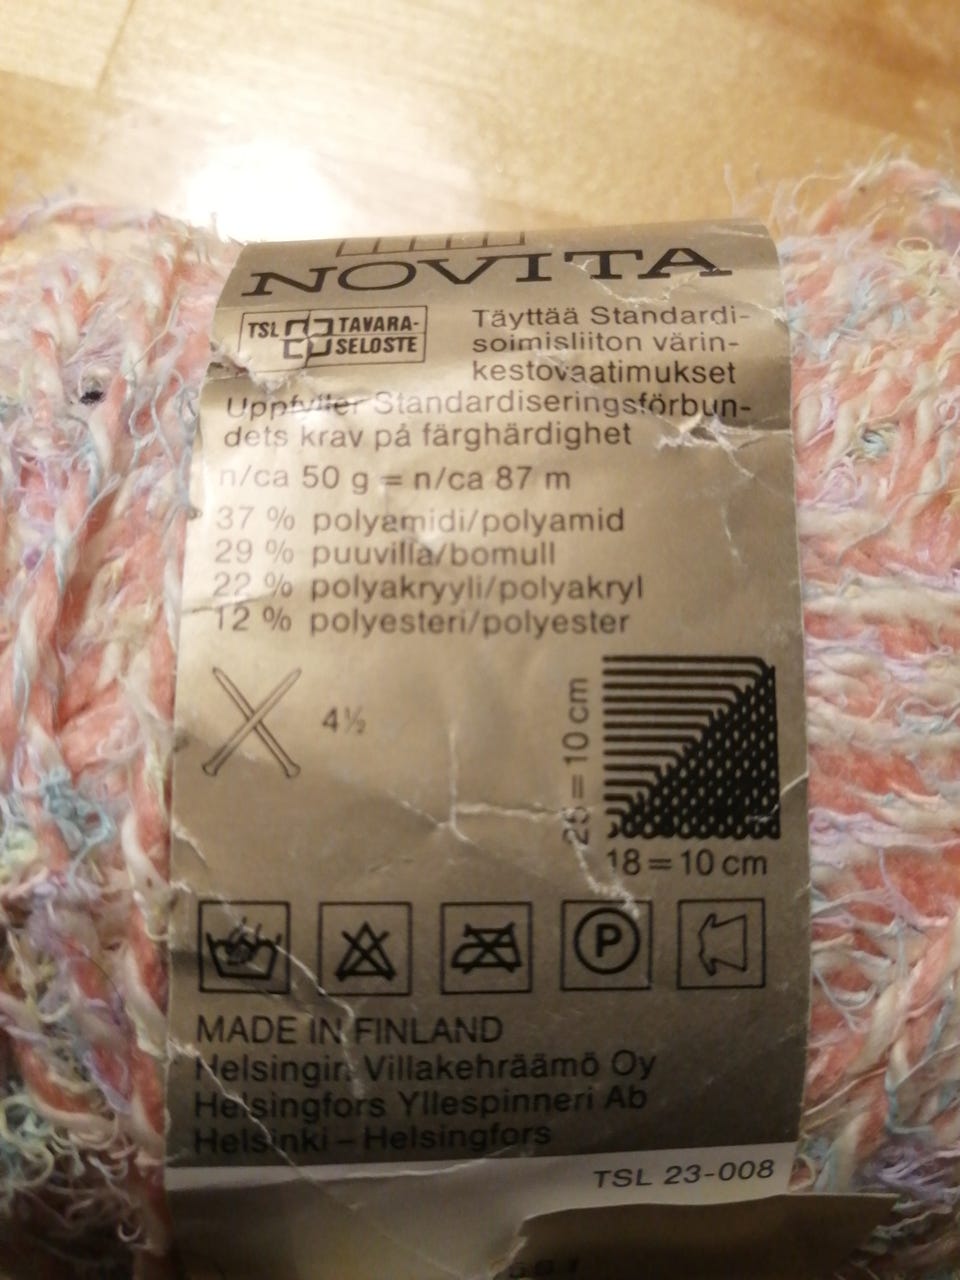 NOVITA
TSL TAVARA-
SELOSTE
Täyttää Standardi-
soimisliiton värin-
kestovaatimukset
Uppfyller Standardiseringsförbun-
dets krav på färghärdighet
n/ca 50 g = n/ca 87 m
37 % polyamidi/polyamid
29 % puuvilla/bomull
22 % polyakryyli/polyakryl
12 % polyesteri/polyester
4½
25 = 10 cm
18 = 10 cm
P
MADE IN FINLAND
Helsingin Villakehräämö Oy
Helsingfors Yllespinneri Ab
Helsinki – Helsingfors
TSL 23-008